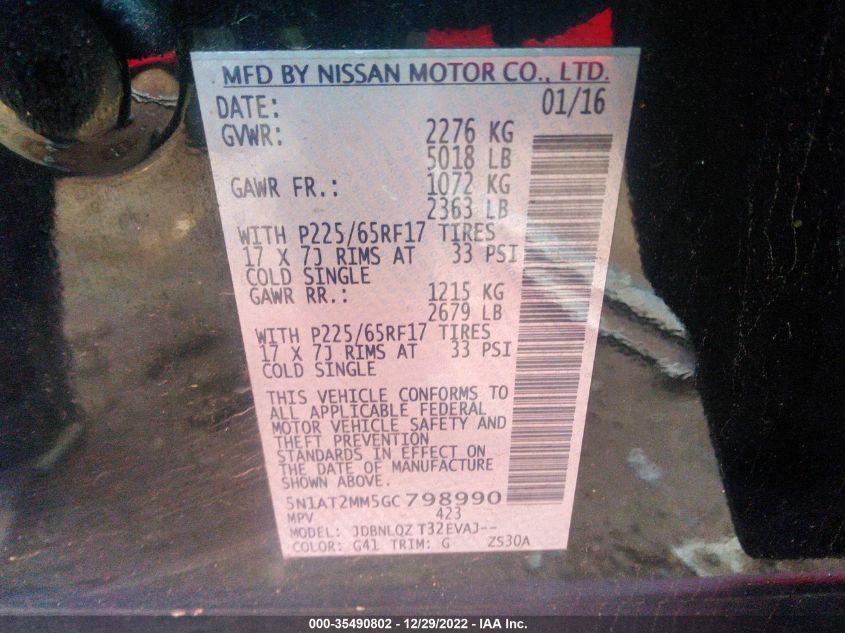 MFD BY NISSAN MOTOR CO., LTD.
DATE: 01/16
GVWR: 2276 KG
5018 LB
GAWR FR.: 1072 KG
2363 LB
WITH P225/65RF17 TIRES
17 X 7J RIMS AT 33 PSI
COLD SINGLE
GAWR RR.: 1215 KG
2679 LB
WITH P225/65RF17 TIRES
17 X 7J RIMS AT 33 PSI
COLD SINGLE
THIS VEHICLE CONFORMS TO
ALL APPLICABLE FEDERAL
MOTOR VEHICLE SAFETY AND
THEFT PREVENTION
STANDARDS IN EFFECT ON
THE DATE OF MANUFACTURE
SHOWN ABOVE.
5N1AT2MM5GC798990
MPV 423
MODEL: JDBNLQZ T32EVAJ--
COLOR: G41 TRIM: G ZS30A
000-35490802 - 12/29/2022 - IAA Inc.